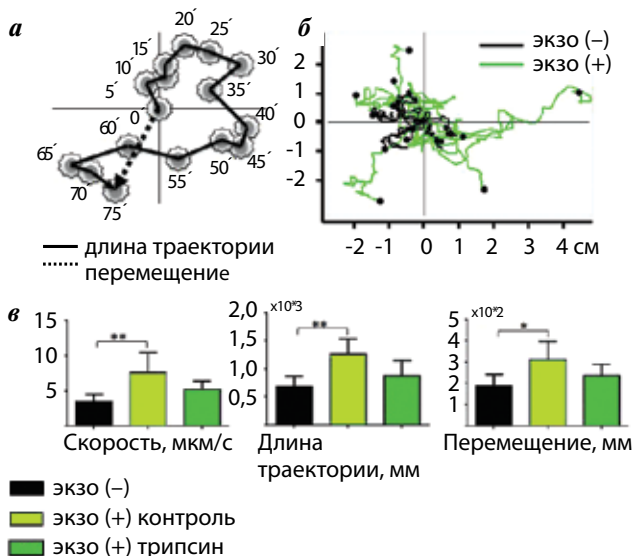 а
20´
15´
25´
10´
30´
5´
35´
0´
40´
60´
65´
45´
50´
55´
70´
75´
длина траектории
перемещение
б
экзо (–)
экзо (+)
2
1
0
-1
-2
-2 -1 0 1 2 3 4 см
в
15
10
5
**
Скорость, мкм/с
x10*3
2,0
1,5
1,0
0,5
**
Длина
траектории, мм
x10*2
5
4
3
2
1
*
Перемещение, мм
экзо (–)
экзо (+) контроль
экзо (+) трипсин